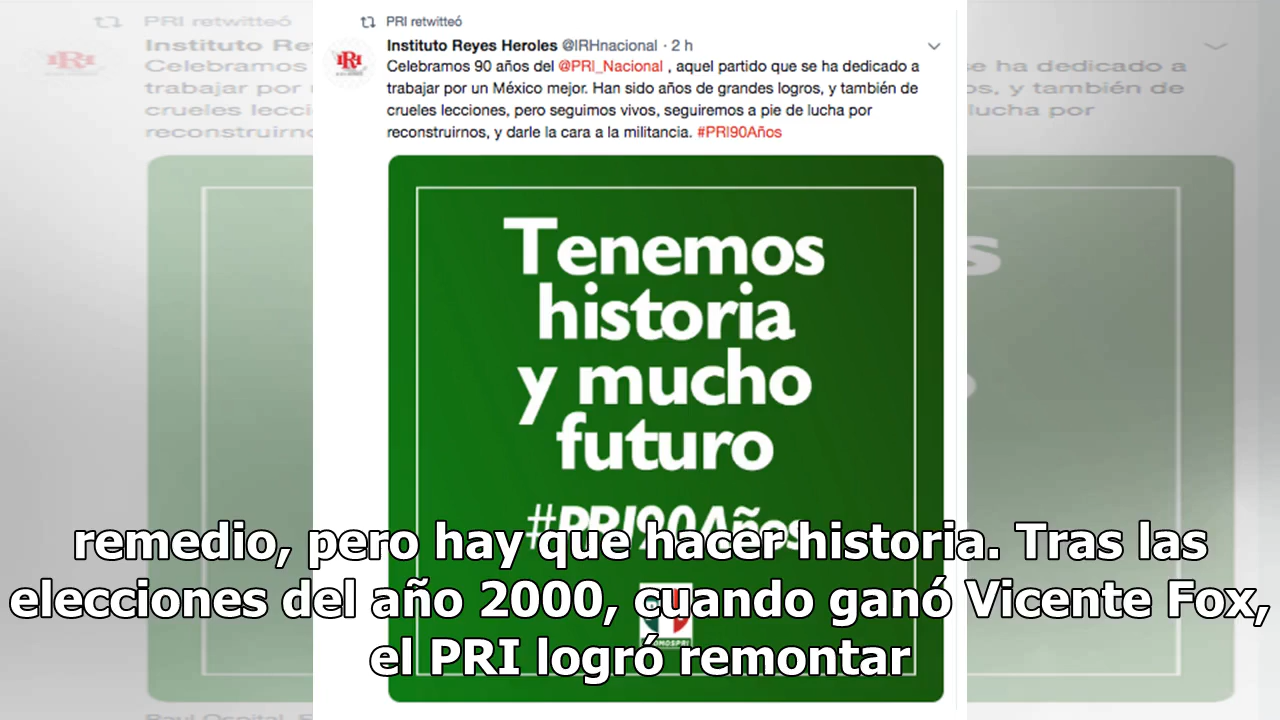 PRI retwitteó
Instituto Reyes Heroles @IRHnacional · 2 h
Celebramos 90 años del @PRI_Nacional , aquel partido que se ha dedicado a
trabajar por un México mejor. Han sido años de grandes logros, y también de
crueles lecciones, pero seguimos vivos, seguiremos a pie de lucha por
reconstruirnos, y darle la cara a la militancia. #PRI90Años
Tenemos
historia
y mucho
futuro
#PRI90Años
remedio, pero hay que hacer historia. Tras las
elecciones del año 2000, cuando ganó Vicente Fox,
el PRI logró remontar